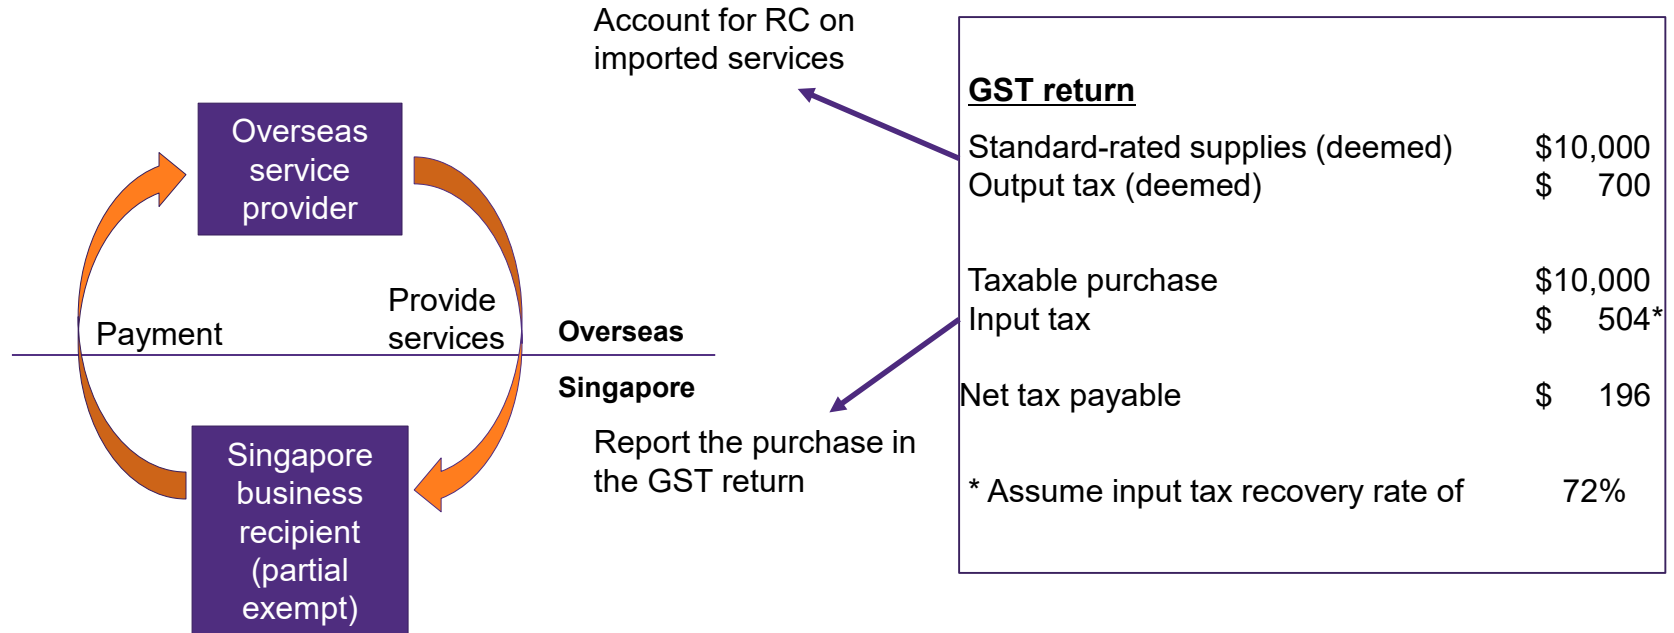 Account for RC on
imported services
Overseas
service
provider
Payment
Provide
services
Overseas
Singapore
Singapore
business
recipient
(partial
exempt)
Report the purchase in
the GST return
GST return
Standard-rated supplies (deemed) $10,000
Output tax (deemed) $ 700
Taxable purchase $10,000
Input tax $ 504*
Net tax payable $ 196
* Assume input tax recovery rate of 72%